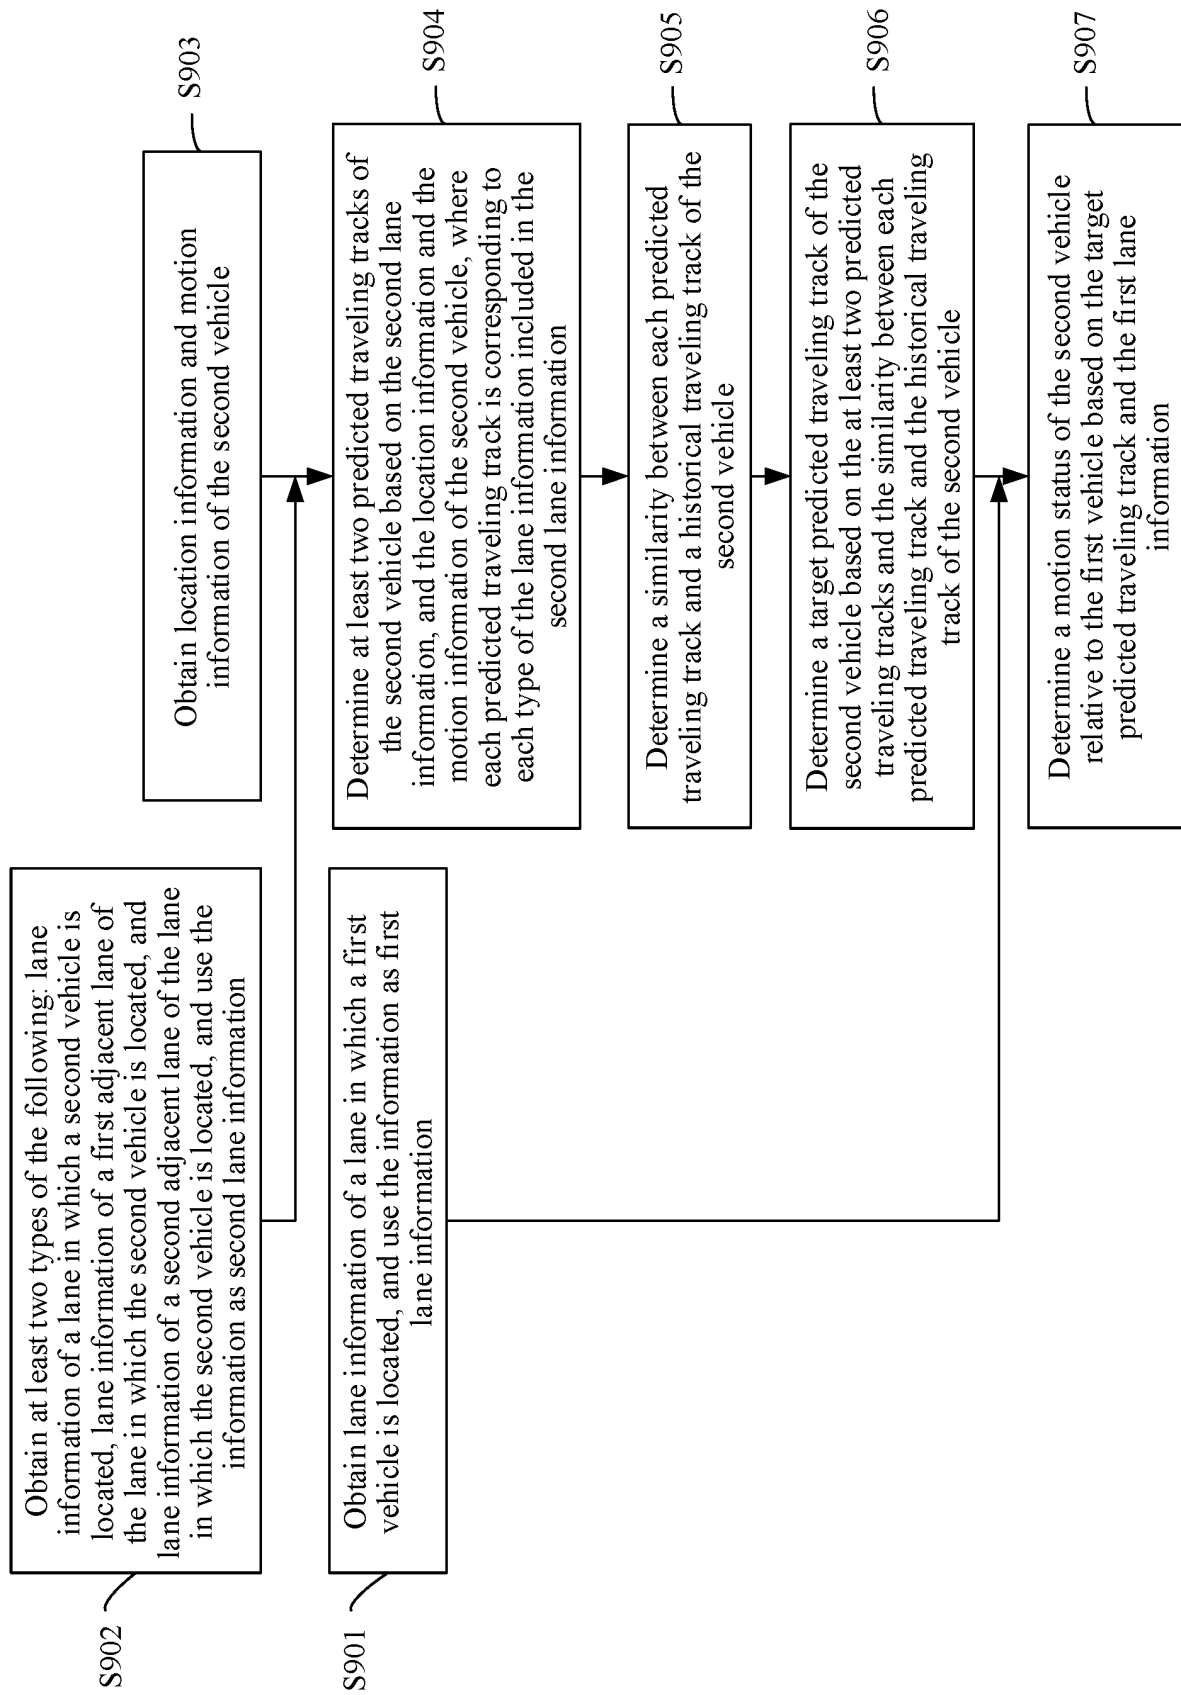 S902
Obtain at least two types of the following: lane
information of a lane in which a second vehicle is
located, lane information of a first adjacent lane of
the lane in which the second vehicle is located, and
lane information of a second adjacent lane of the lane
in which the second vehicle is located, and use the
information as second lane information
S903
Obtain location information and motion
information of the second vehicle
S901
Obtain lane information of a lane in which a first
vehicle is located, and use the information as first
lane information
S904
Determine at least two predicted traveling tracks of
the second vehicle based on the second lane
information, and the location information and the
motion information of the second vehicle, where
each predicted traveling track is corresponding to
each type of the lane information included in the
second lane information
S905
Determine a similarity between each predicted
traveling track and a historical traveling track of the
second vehicle
S906
Determine a target predicted traveling track of the
second vehicle based on the at least two predicted
traveling tracks and the similarity between each
predicted traveling track and the historical traveling
track of the second vehicle
S907
Determine a motion status of the second vehicle
relative to the first vehicle based on the target
predicted traveling track and the first lane
information